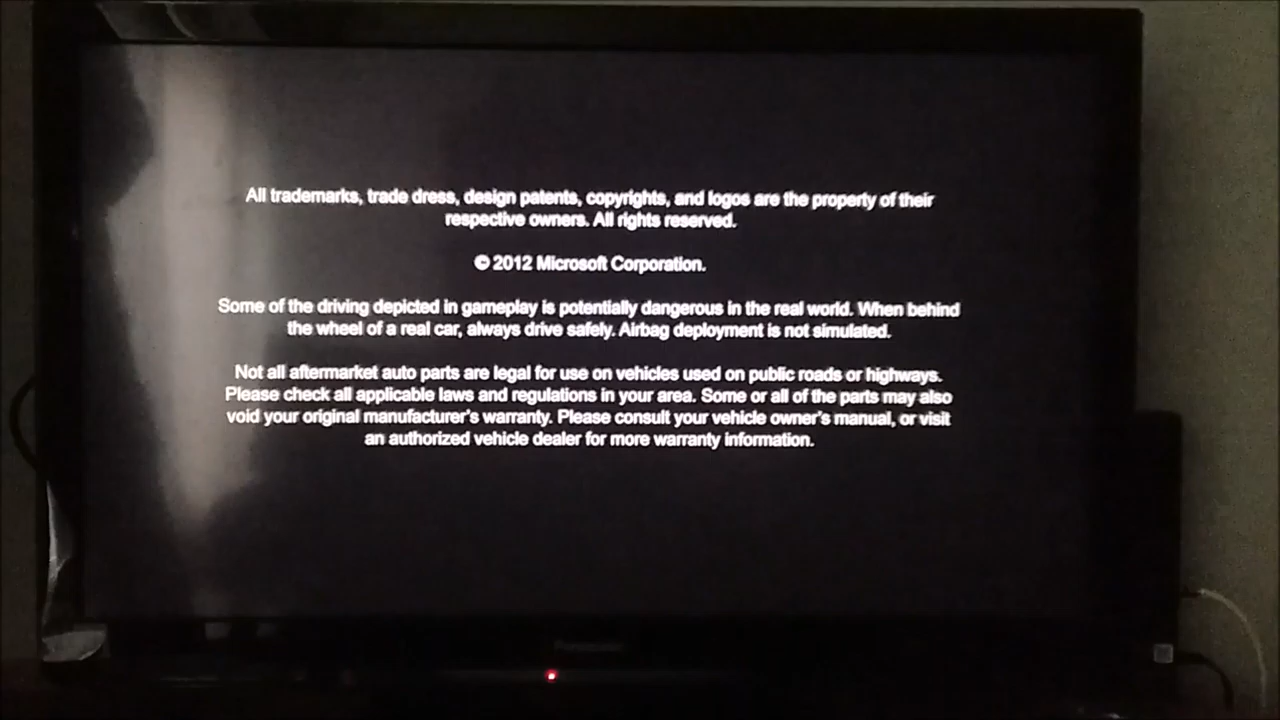 All trademarks, trade dress, design patents, copyrights, and logos are the property of their
respective owners. All rights reserved.
© 2012 Microsoft Corporation.
Some of the driving depicted in gameplay is potentially dangerous in the real world. When behind
the wheel of a real car, always drive safely. Airbag deployment is not simulated.
Not all aftermarket auto parts are legal for use on vehicles used on public roads or highways.
Please check all applicable laws and regulations in your area. Some or all of the parts may also
void your original manufacturer's warranty. Please consult your vehicle owner's manual, or visit
an authorized vehicle dealer for more warranty information.